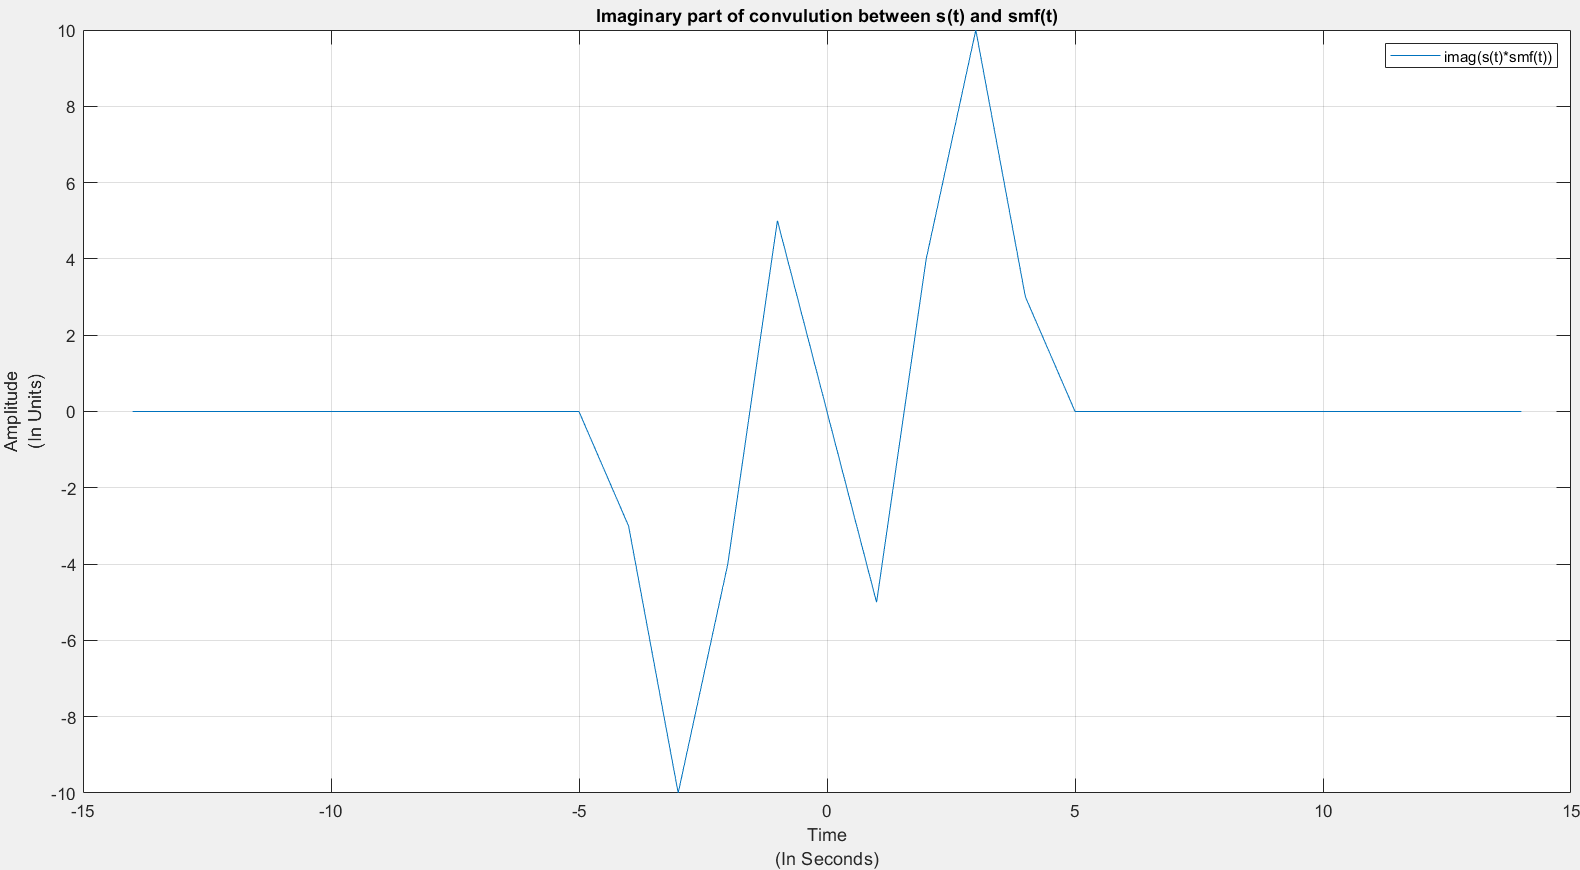 Imaginary part of convulution between s(t) and smf(t)
imag(s(t)*smf(t))
10
8
6
4
2
0
-2
-4
-6
-8
-10
Amplitude
(In Units)
-15 -10 -5 0 5 10 15
Time
(In Seconds)